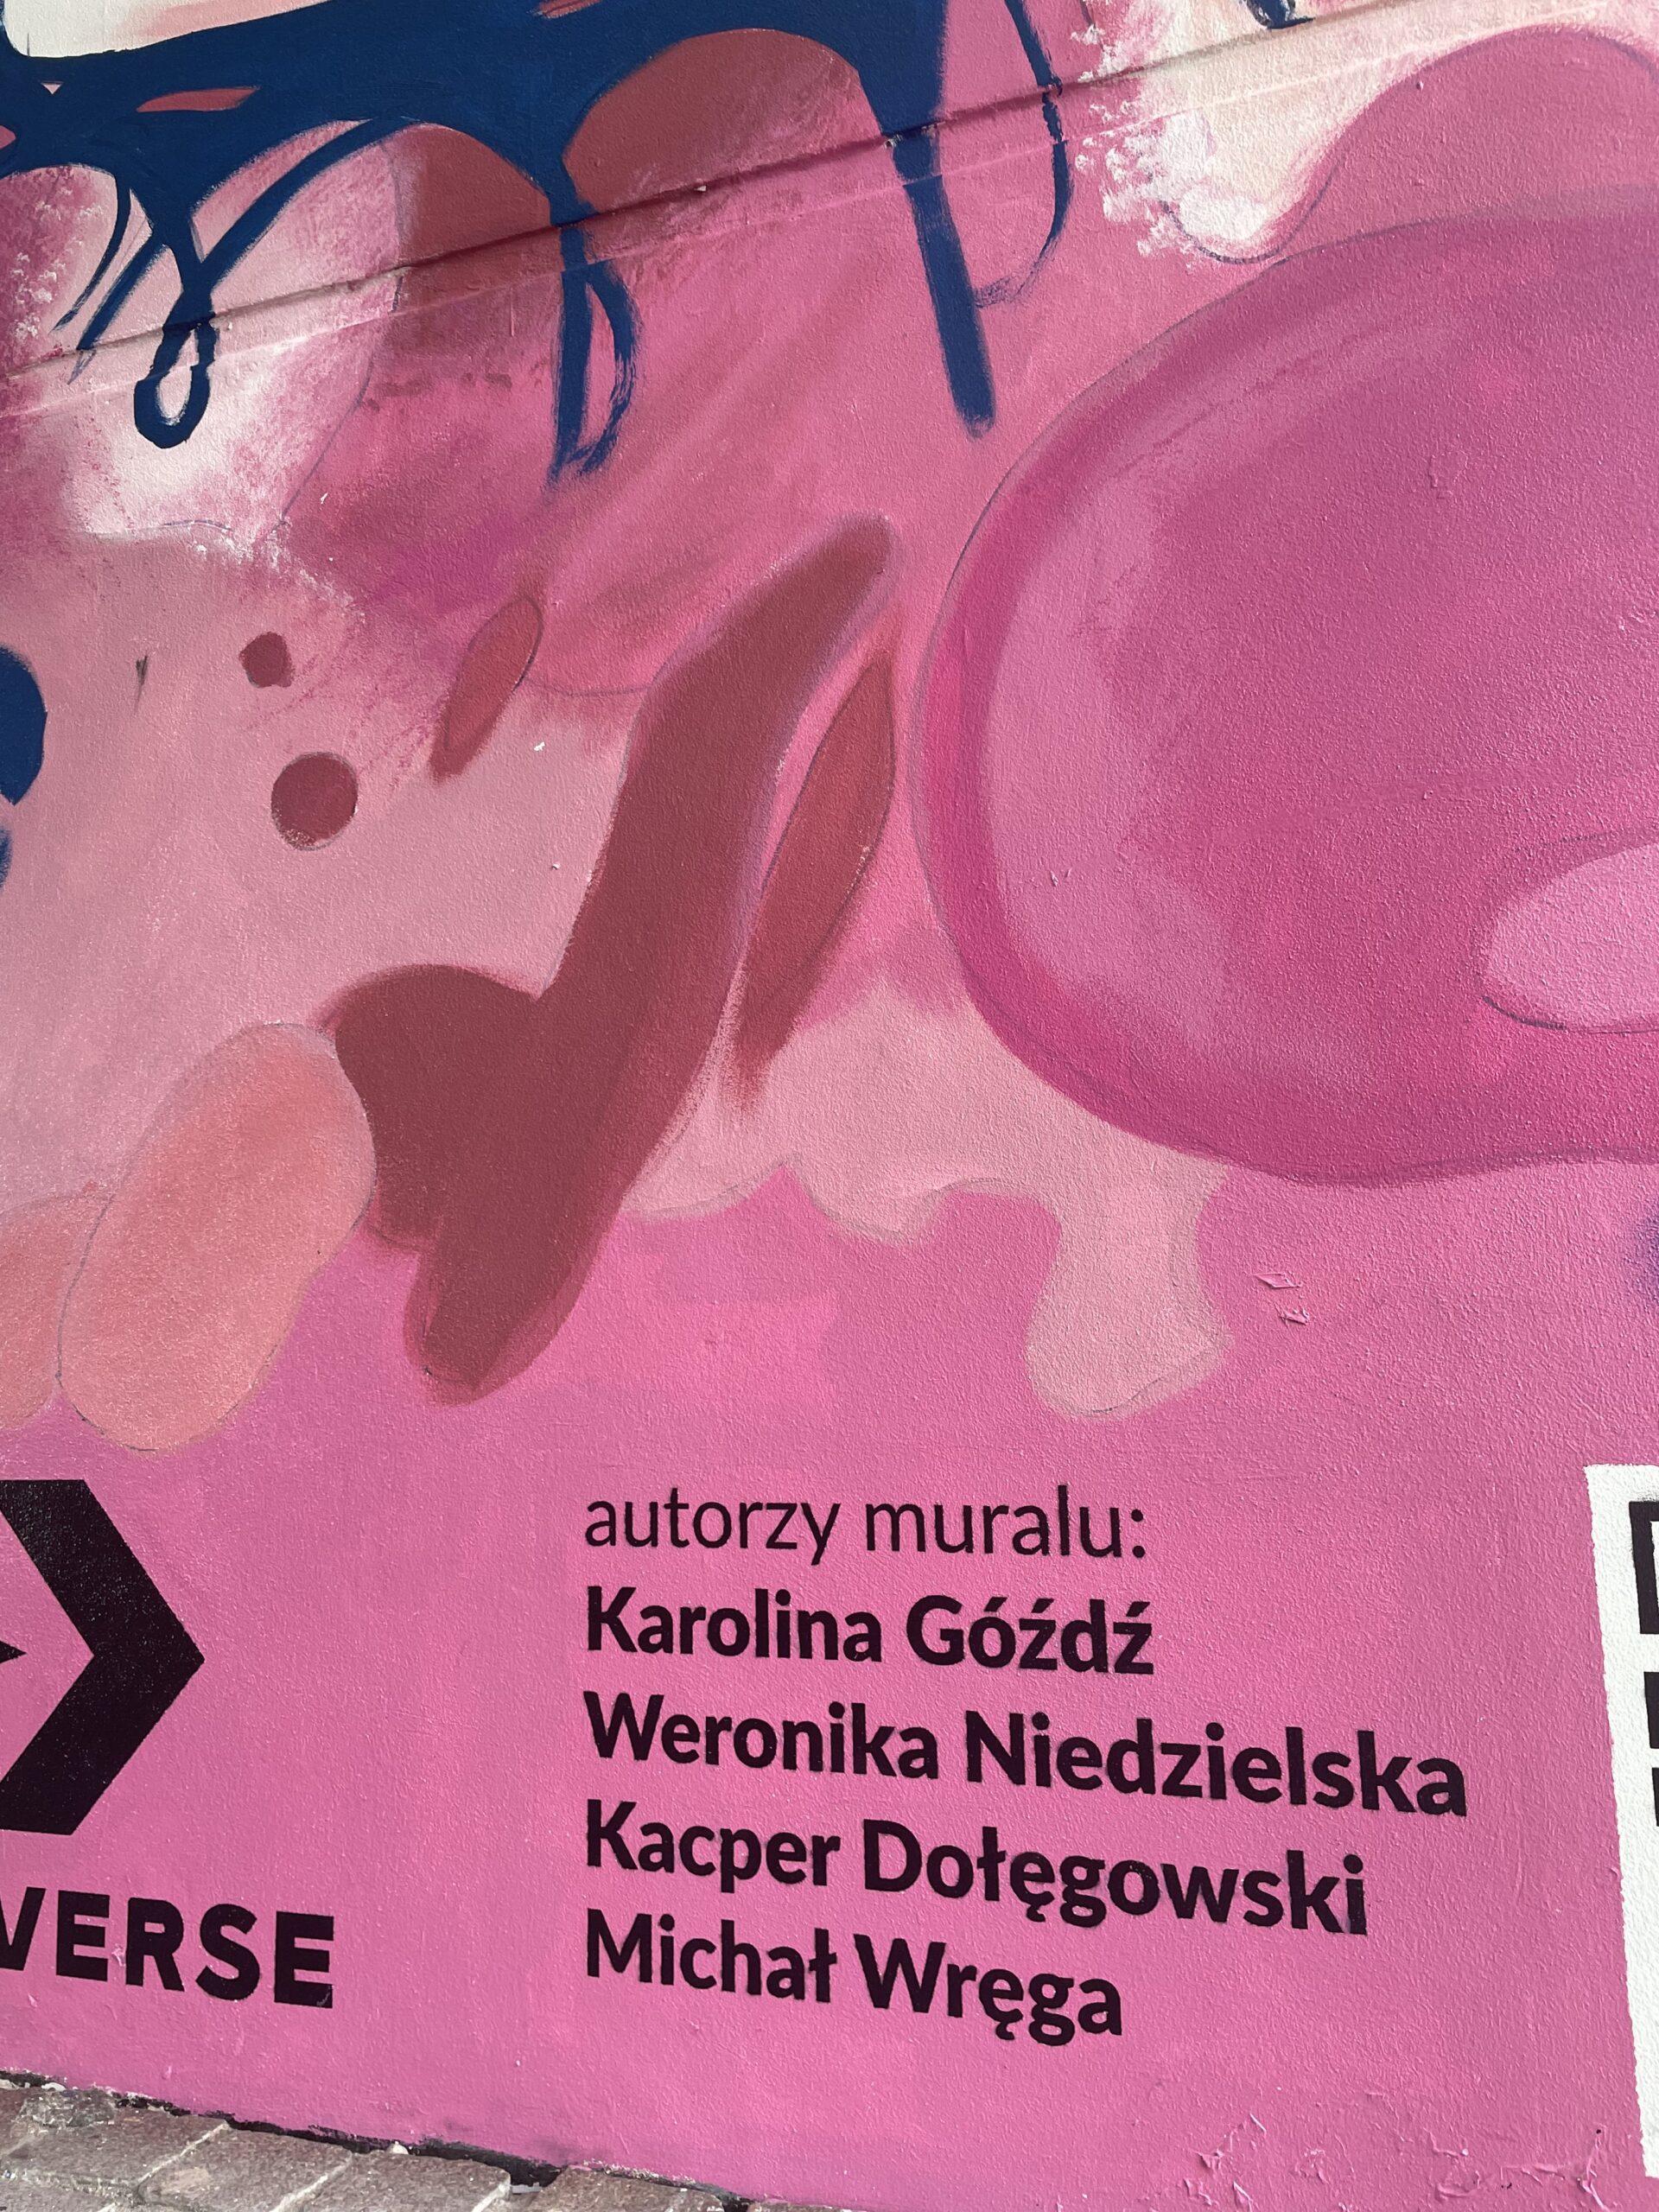 VERSE
autorzy muralu:
Karolina Góźdź
Weronika Niedzielska
Kacper Dołęgowski
Michał Wręga